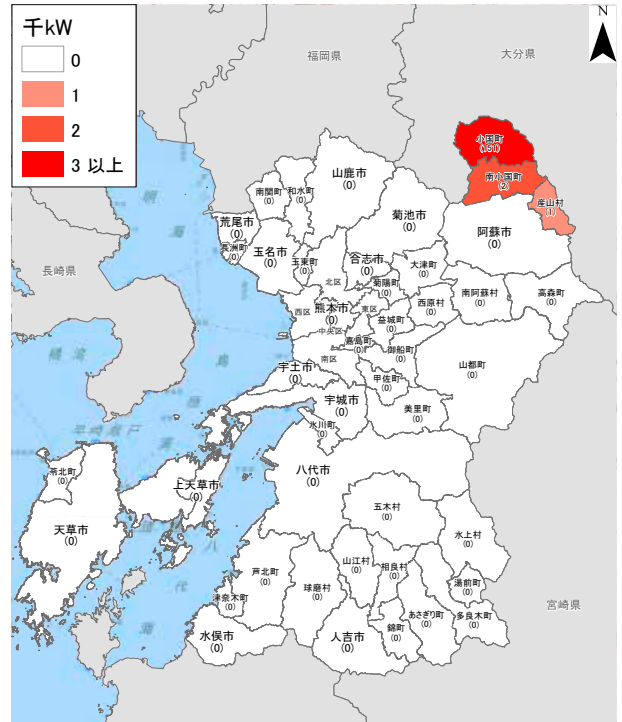 千kW
0
1
2
3 以上
N
福岡県
大分県
小国町
(151)
南小国町
(2)
産山村
(1)
山鹿市
(0)
南関町
(0)
和水町
(0)
菊池市
(0)
阿蘇市
(0)
荒尾市
(0)
長洲町
(0)
玉名市
(0)
玉東町
(0)
合志市
(0)
大津町
(0)
北区
菊陽町
(0)
長崎県
西原村
(0)
南阿蘇村
(0)
高森町
(0)
西区
熊本市
(0)
東区
中央区
益城町
(0)
嘉島町
(0)
御船町
(0)
南区
山都町
(0)
宇土市
(0)
甲佐町
(0)
宇城市
(0)
美里町
(0)
氷川町
(0)
八代市
(0)
苓北町
(0)
上天草市
(0)
天草市
(0)
五木村
(0)
水上村
(0)
芦北町
(0)
球磨村
(0)
山江村
(0)
相良村
(0)
湯前町
(0)
津奈木町
(0)
水俣市
(0)
人吉市
(0)
錦町
(0)
あさぎり町
(0)
多良木町
(0)
宮崎県